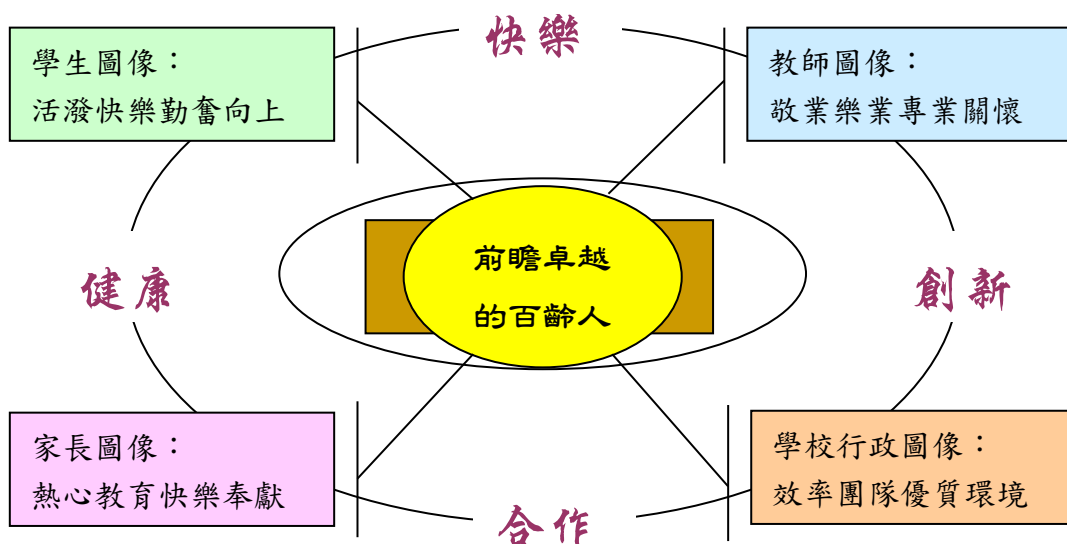 快樂
學生圖像：
活潑快樂勤奮向上
教師圖像：
敬業樂業專業關懷
健康
前瞻卓越
的百齡人
創新
家長圖像：
熱心教育快樂奉獻
學校行政圖像：
效率團隊優質環境
合作